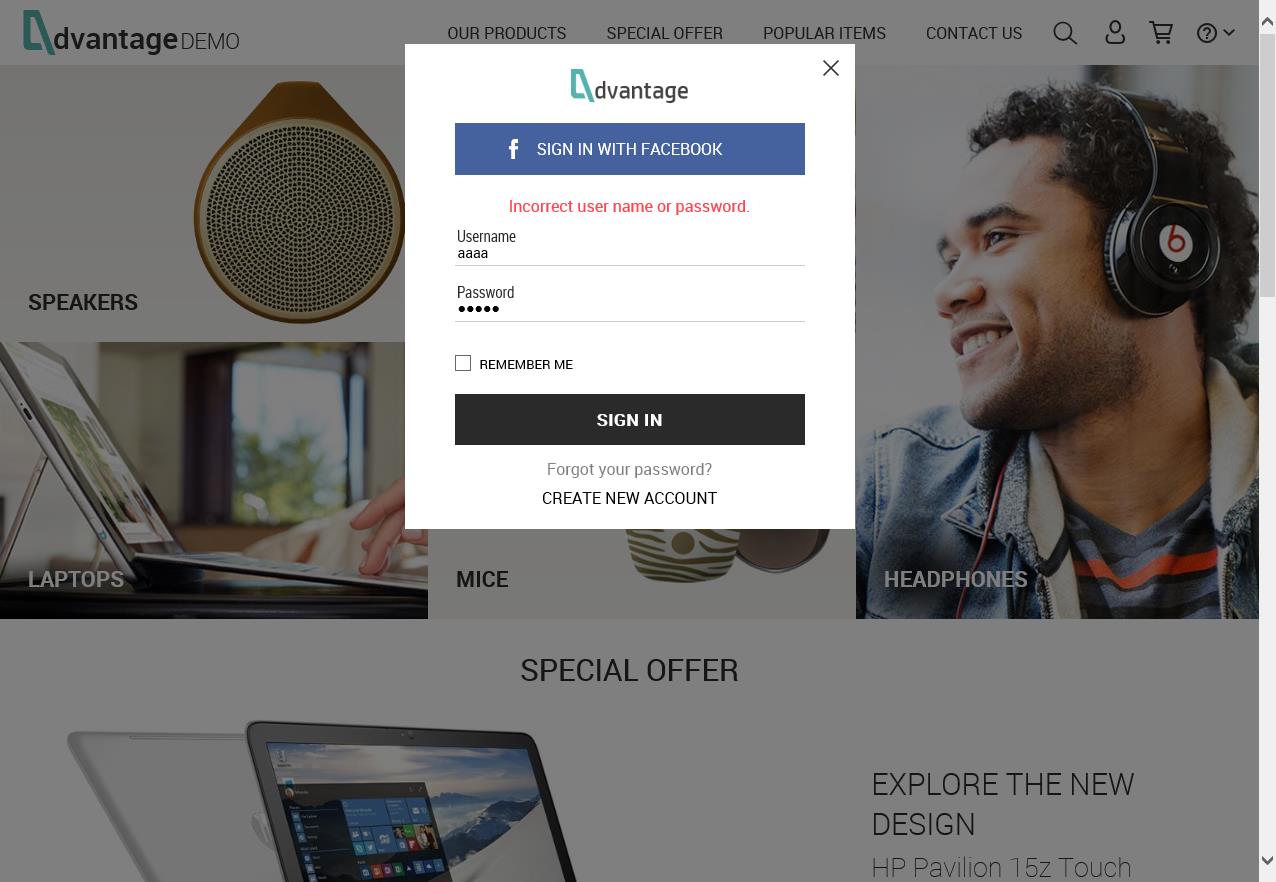 dvantage DEMO
OUR PRODUCTS SPECIAL OFFER POPULAR ITEMS CONTACT US
dvantage
SIGN IN WITH FACEBOOK
Incorrect user name or password.
Username
aaaa
Password
•••••
REMEMBER ME
SIGN IN
Forgot your password?
CREATE NEW ACCOUNT
SPEAKERS
LAPTOPS
MICE
HEADPHONES
SPECIAL OFFER
EXPLORE THE NEW
DESIGN
HP Pavilion 15z Touch